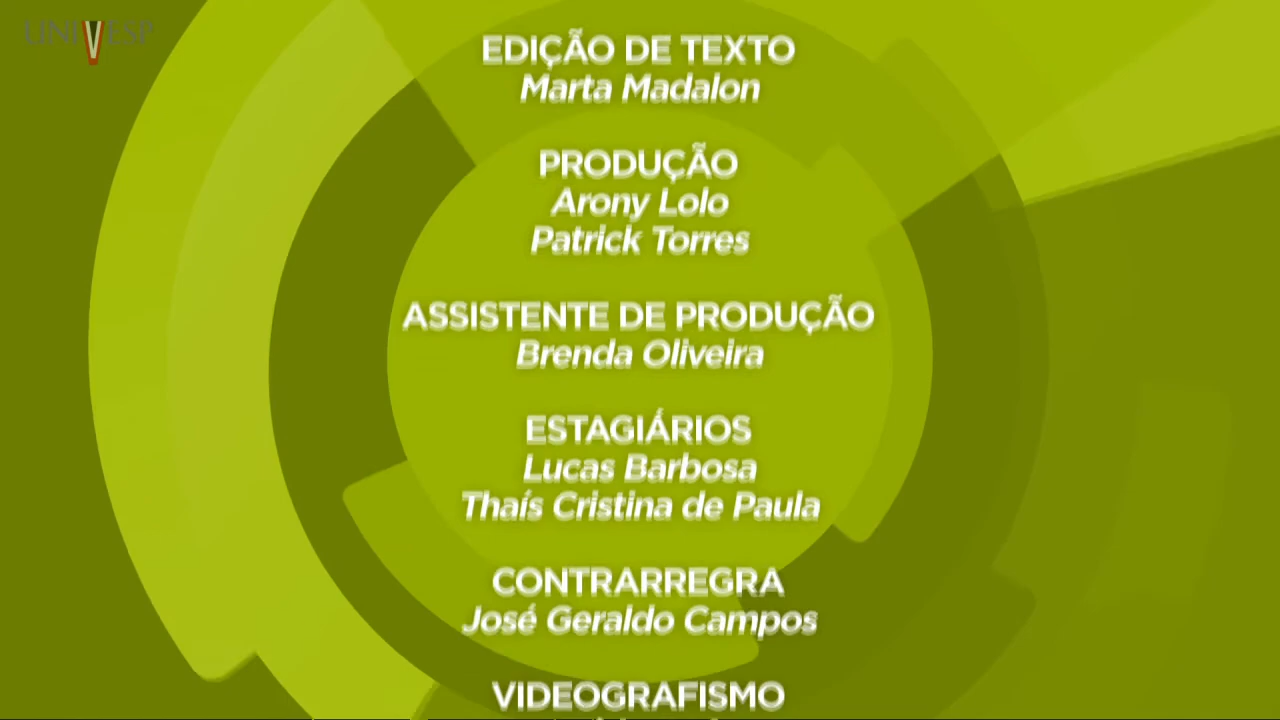 UNIVESP
EDIÇÃO DE TEXTO
Marta Madalon
PRODUÇÃO
Arony Lolo
Patrick Torres
ASSISTENTE DE PRODUÇÃO
Brenda Oliveira
ESTAGIÁRIOS
Lucas Barbosa
Thaís Cristina de Paula
CONTRARREGRA
José Geraldo Campos
VIDEOGRAFISMO